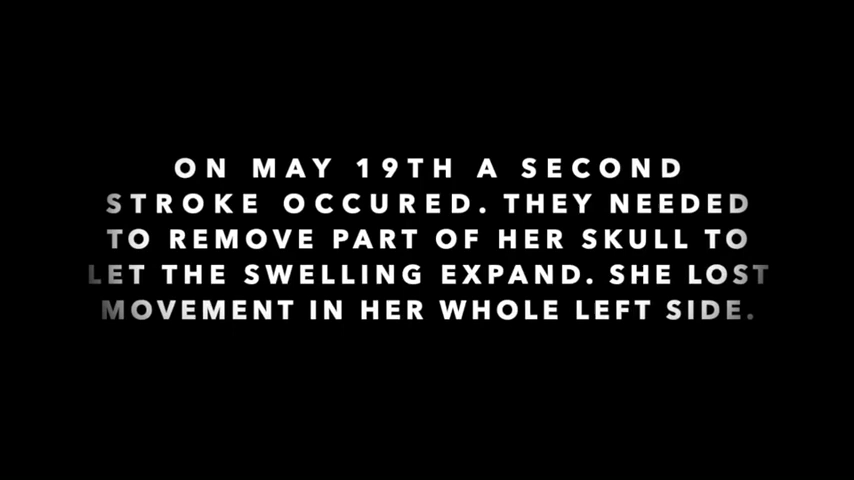 ON MAY 19TH A SECOND
STROKE OCCURED. THEY NEEDED
TO REMOVE PART OF HER SKULL TO
LET THE SWELLING EXPAND. SHE LOST
MOVEMENT IN HER WHOLE LEFT SIDE.